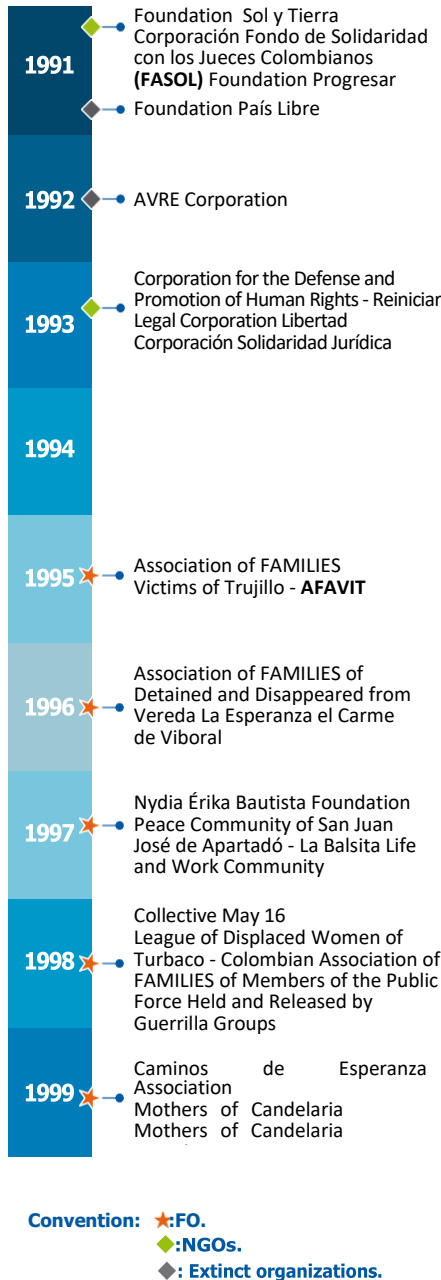 1991
Foundation Sol y Tierra
Corporación Fondo de Solidaridad
con los Jueces Colombianos
(FASOL) Foundation Progresar
Foundation País Libre
1992
AVRE Corporation
1993
Corporation for the Defense and
Promotion of Human Rights - Reiniciar
Legal Corporation Libertad
Corporación Solidaridad Jurídica
1994
1995
Association of FAMILIES
Victims of Trujillo - AFAVIT
1996
Association of FAMILIES of
Detained and Disappeared from
Vereda La Esperanza el Carme
de Viboral
1997
Nydia Érika Bautista Foundation
Peace Community of San Juan
José de Apartadó - La Balsita Life
and Work Community
1998
Collective May 16
League of Displaced Women of
Turbaco - Colombian Association of
FAMILIES of Members of the Public
Force Held and Released by
Guerrilla Groups
1999
Caminos de Esperanza
Association
Mothers of Candelaria
Mothers of Candelaria
Convention: :FO.
:NGOs.
: Extinct organizations.